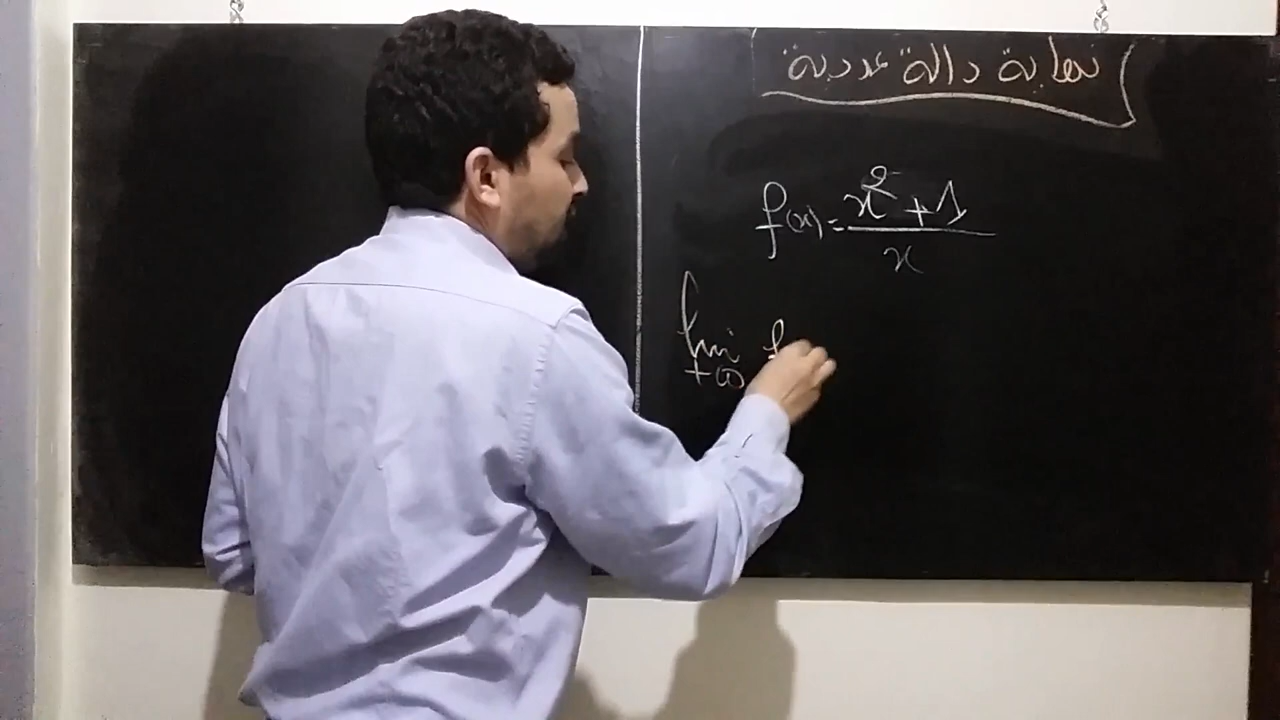 نهاية دالة عددية
f(x) = x² + 1 / x
lim f
+∞